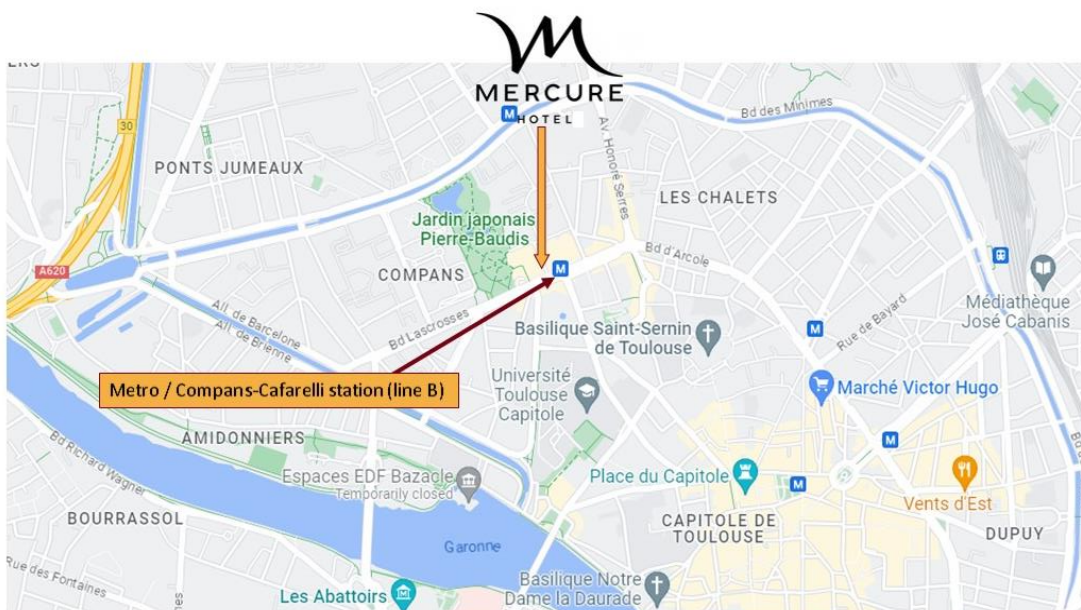 MERCURE
HOTEL
ERS
M
Bd des Minimes
30
PONTS JUMEAUX
Av. Honoré Serres
LES CHALETS
Jardin japonais
Pierre-Baudis
Bd d'Arcole
M
A620
COMPANS
Médiathèque
José Cabanis
All. de Barcelone
All. de Brienne
Bd Lascrosses
Basilique Saint-Sernin
de Toulouse
M
Rue de Bayard
Metro / Compans-Cafarelli station (line B)
Université
Toulouse
Capitole
Marché Victor Hugo
AMIDONNIERS
Bd Richard Wagner
M
Espaces EDF Bazacle
Temporarily closed
Place du Capitole
M
Vents d'Est
BOURRASSOL
CAPITOLE DE
TOULOUSE
DUPUY
Garonne
Rue des Fontaines
Les Abattoirs
Basilique Notre
Dame la Daurade